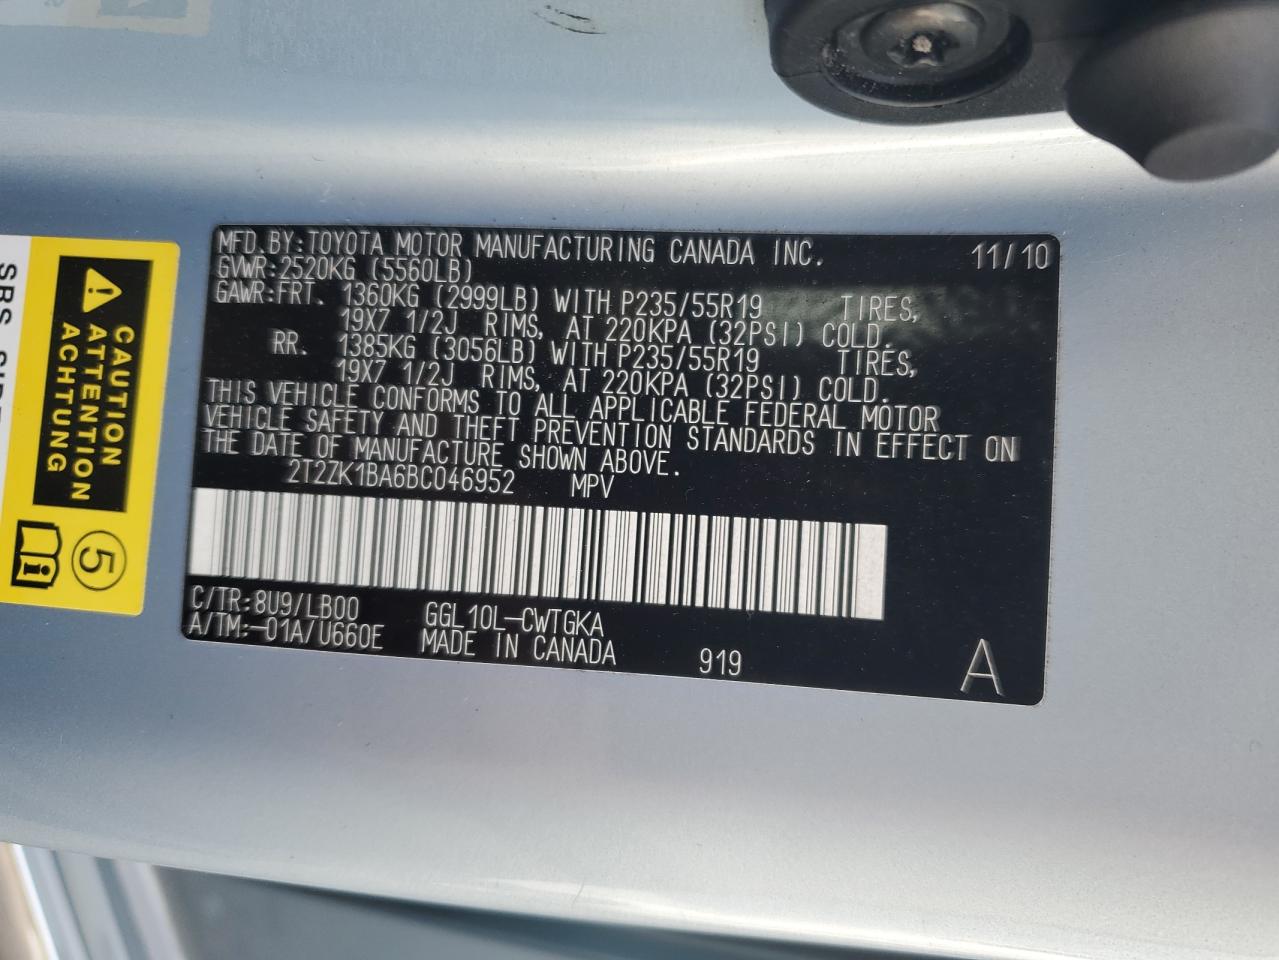 MFD.BY:TOYOTA MOTOR MANUFACTURING CANADA INC. 11/10
GVWR:2520KG (5560LB)
GAWR:FRT. 1360KG (2999LB) WITH P235/55R19 TIRES,
19X7 1/2J RIMS, AT 220KPA (32PSI) COLD.
RR. 1385KG (3056LB) WITH P235/55R19 TIRES,
19X7 1/2J RIMS, AT 220KPA (32PSI) COLD.
THIS VEHICLE CONFORMS TO ALL APPLICABLE FEDERAL MOTOR
VEHICLE SAFETY AND THEFT PREVENTION STANDARDS IN EFFECT ON
THE DATE OF MANUFACTURE SHOWN ABOVE.
2T2ZK1BA6BC046952 MPV
C/TR:8U9/LB00 GGL10L-CWTGKA
A/TM:-01A/U660E MADE IN CANADA 919
A
CAUTION
ATTENTION
ACHTUNG
5